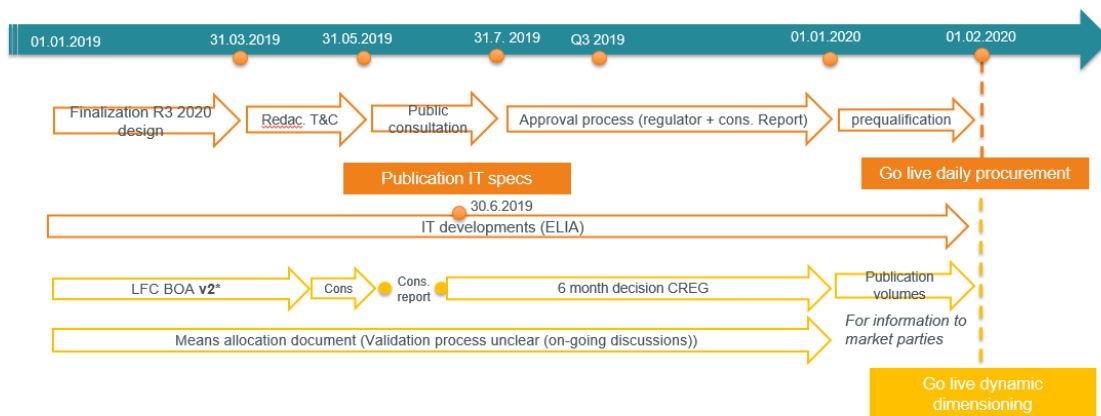 01.01.2019
31.03.2019
31.05.2019
31.7. 2019
Q3 2019
01.01.2020
01.02.2020
Finalization R3 2020
design
Redac. T&C
Public
consultation
Approval process (regulator + cons. Report)
prequalification
Publication IT specs
Go live daily procurement
30.6.2019
IT developments (ELIA)
LFC BOA v2*
Cons
Cons.
report
6 month decision CREG
Publication
volumes
For information to
market parties
Means allocation document (Validation process unclear (on-going discussions))
Go live dynamic
dimensioning